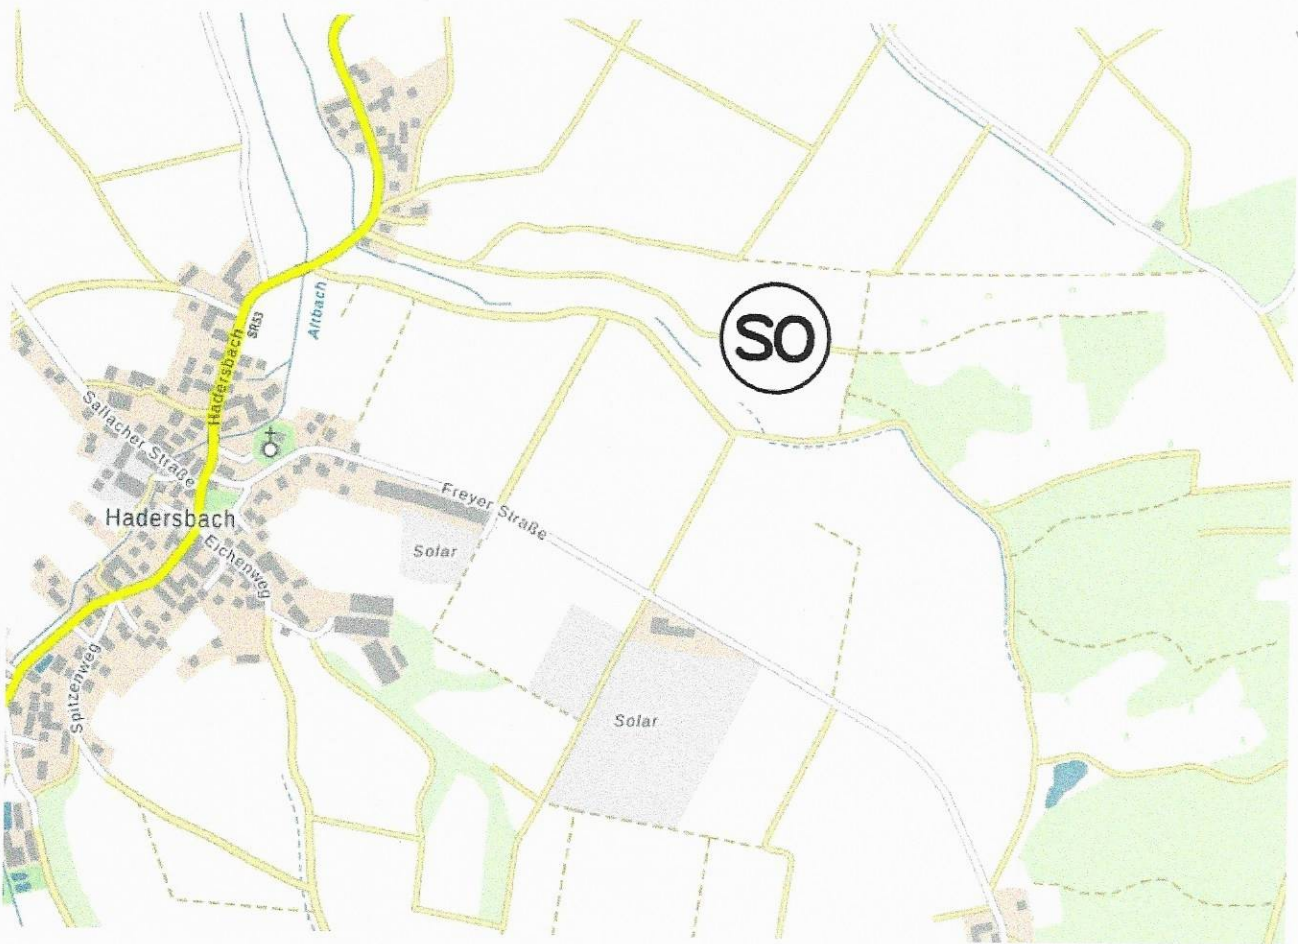 SO
SR53
Altbach
Hadersbach
Sallacher Straße
Freyer Straße
Hadersbach
Eichenweg
Solar
Spitzenweg
Solar